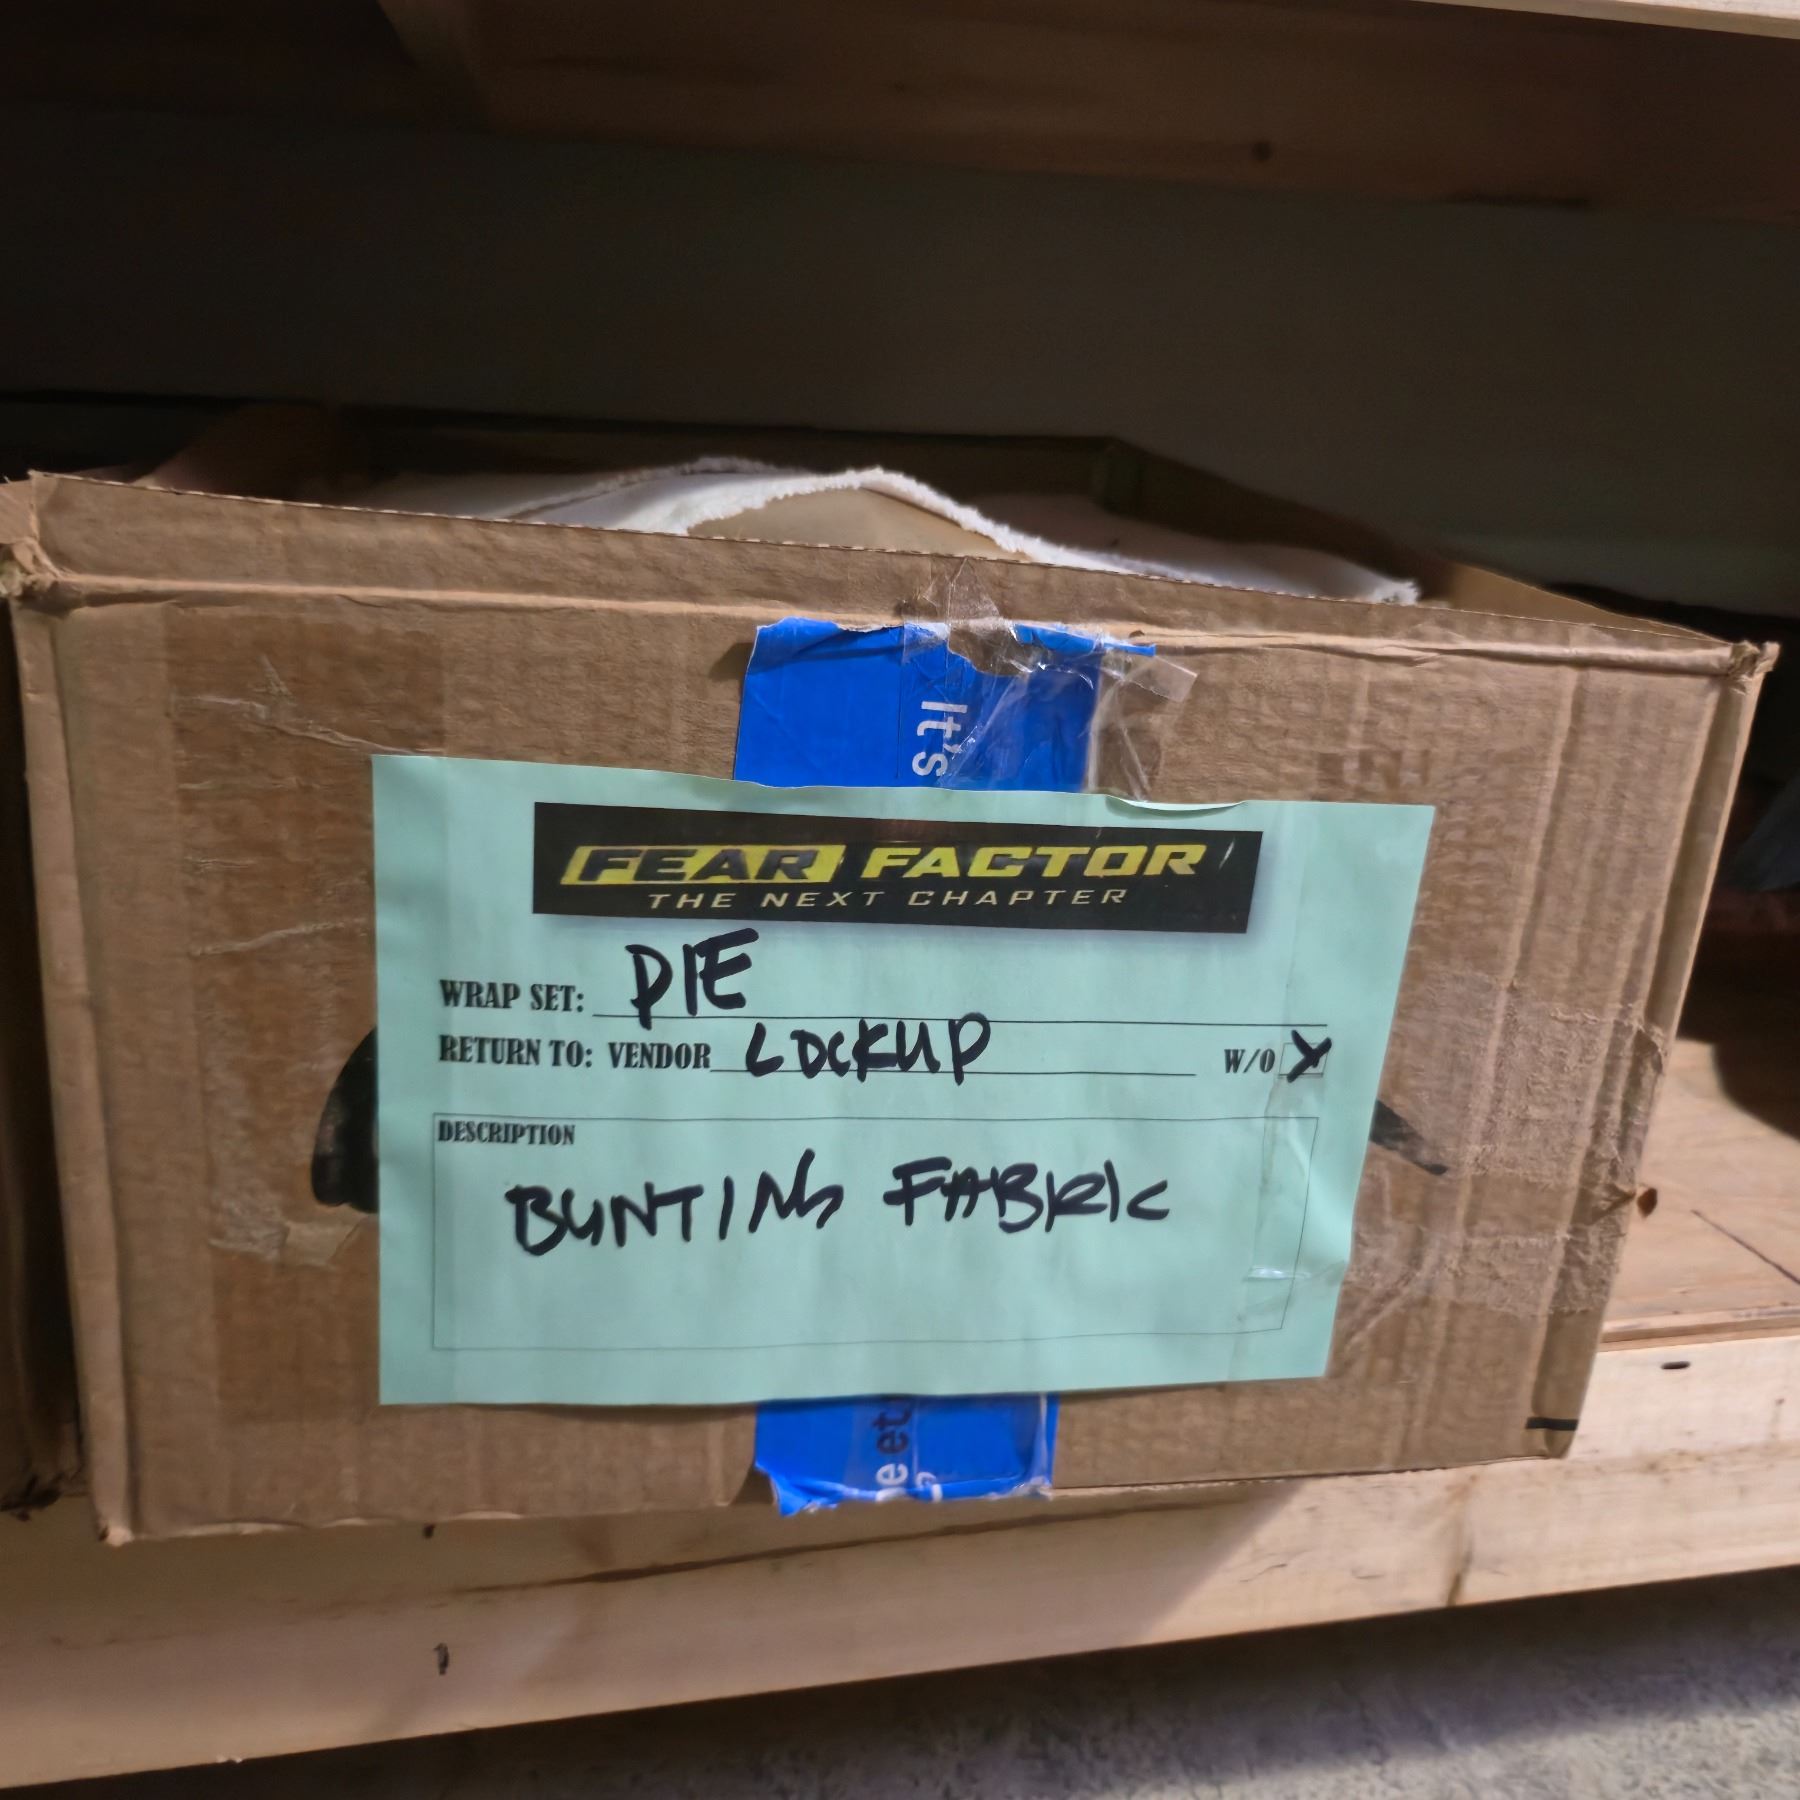 It's
FEAR FACTOR
THE NEXT CHAPTER
WRAP SET: PIE
RETURN TO: VENDOR LOCKUP W/O X
DESCRIPTION
BUNTING FABRIC